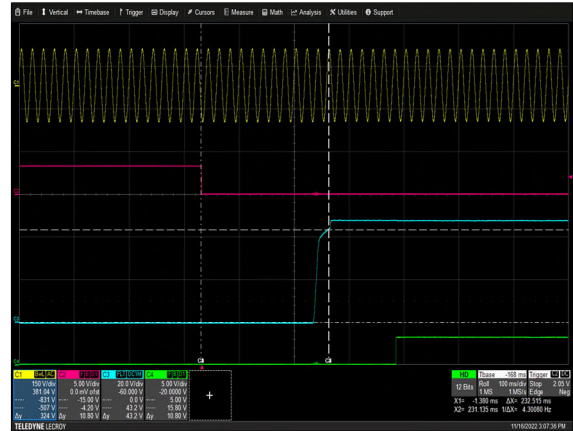 File Vertical Timebase Trigger Display Cursors Measure Math Analysis Utilities Support
C1 C2 C3 C4
150 V/div 5.00 V/div 20.0 V/div 5.00 V/div
381.04 V 0.0 mV ofst -60.000 V -20.0000 V
-831 V -15.00 V 0.0 V 5.00 V
-507 V -4.20 V 43.2 V 15.80 V
Δy 324 V Δy 10.80 V Δy 43.2 V Δy 10.80 V
+
HD Tbase -168 ms Trigger
12 Bits Roll 100 ms/div Stop 2.05 V
1 MS 1 MS/s Edge Neg
X1= -1.380 ms ΔX= 232.515 ms
X2= 231.135 ms 1/ΔX= 4.30080 Hz
TELEDYNE LECROY 11/16/2022 3:07:36 PM